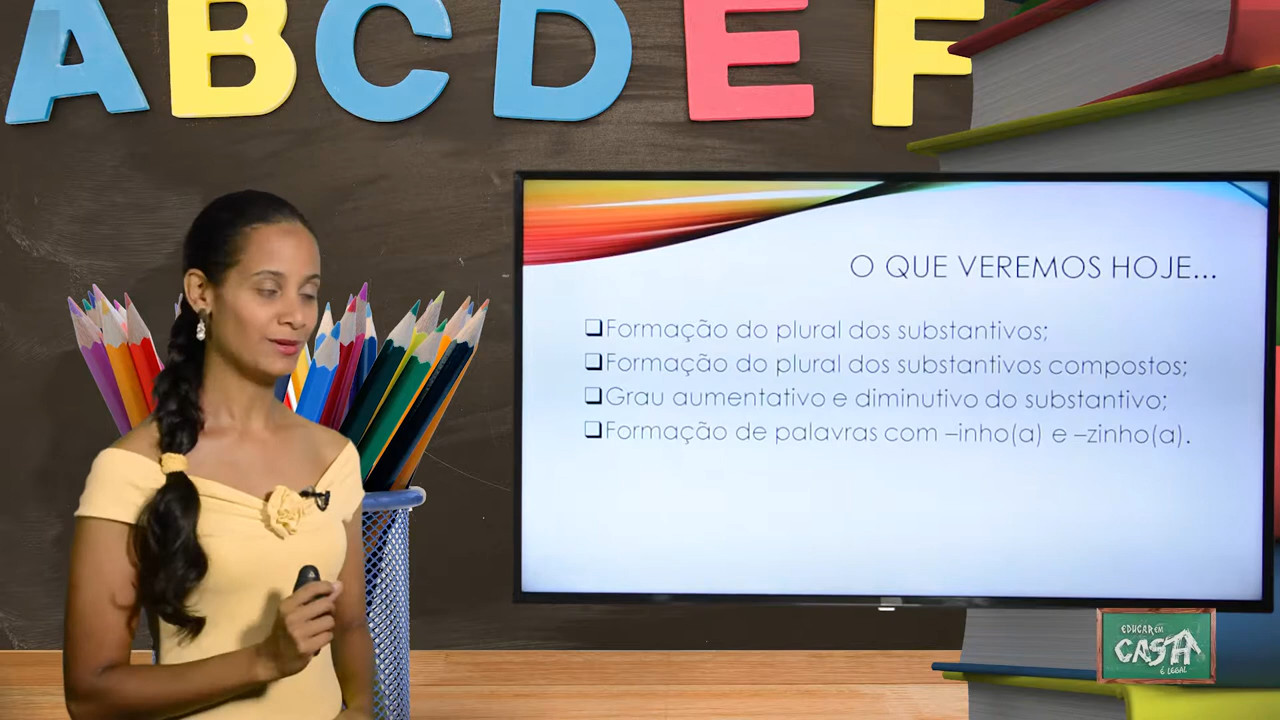 A B C D E F
O QUE VEREMOS HOJE...
❑Formação do plural dos substantivos;
❑Formação do plural dos substantivos compostos;
❑Grau aumentativo e diminutivo do substantivo;
❑Formação de palavras com –inho(a) e –zinho(a).
EDUCAR EM
CASA
É LEGAL